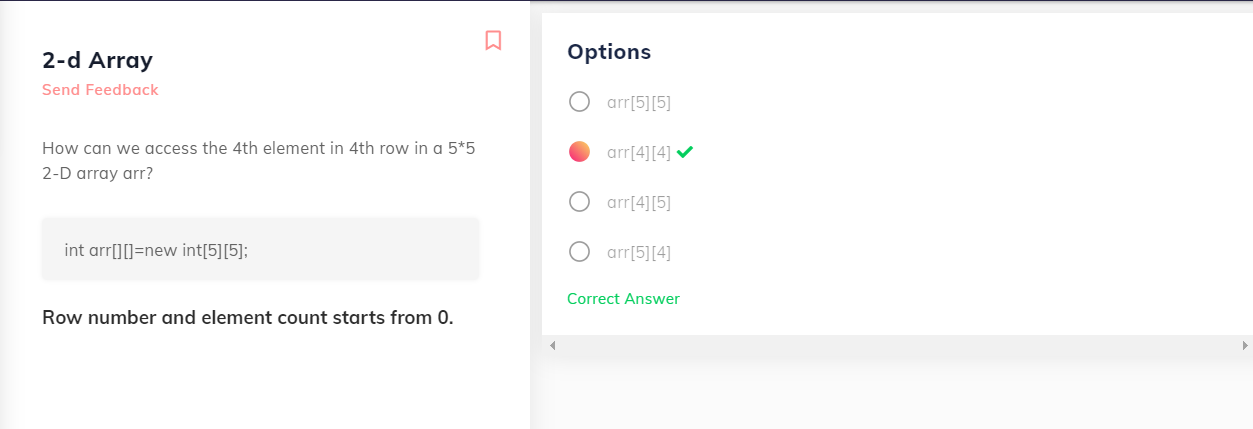 2-d Array
Send Feedback
How can we access the 4th element in 4th row in a 5*5
2-D array arr?
int arr[][]=new int[5][5];
Row number and element count starts from 0.
Options
arr[5][5]
arr[4][4]
arr[4][5]
arr[5][4]
Correct Answer